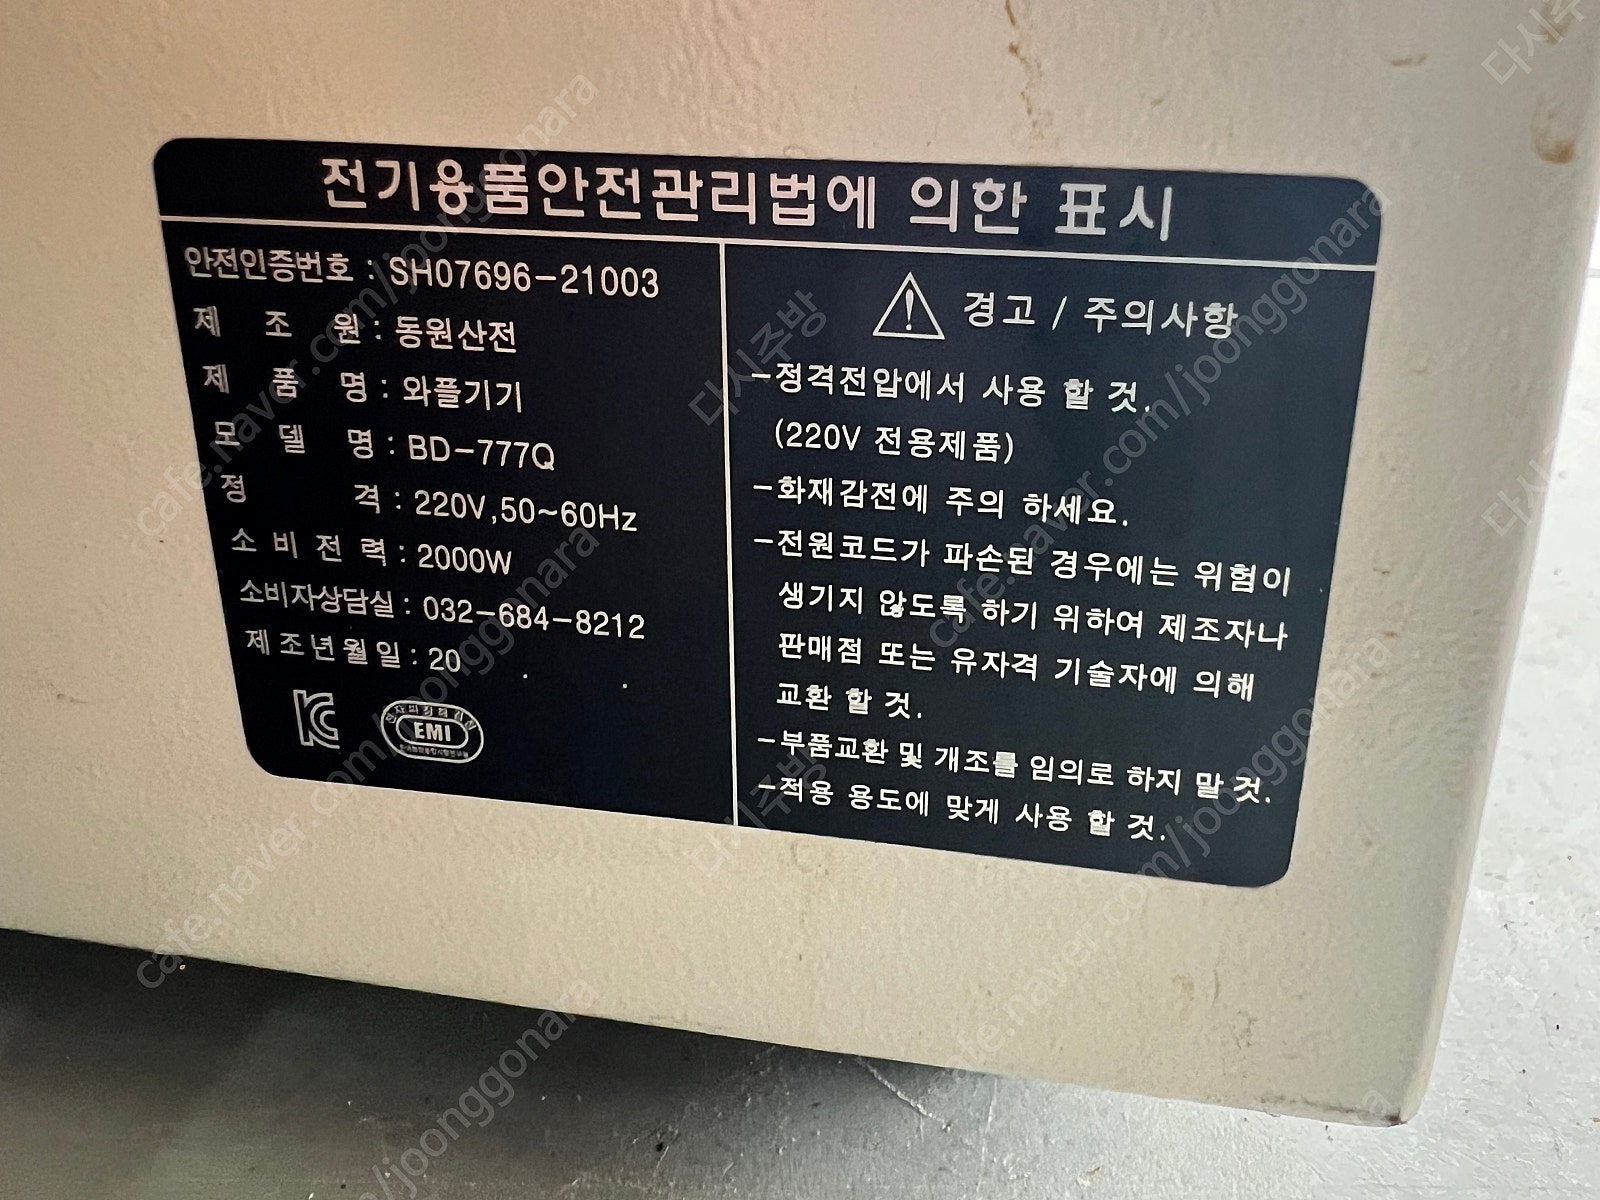 전기용품안전관리법에 의한 표시
안전인증번호 : SH07696-21003
제 조 원 : 동원산전
제 품 명 : 와플기기
모 델 명 : BD-777Q
정 격 : 220V,50~60Hz
소 비 전 력 : 2000W
소비자상담실 : 032-684-8212
제 조 년 월 일 : 20 . .
EMI
경고 / 주의사항
-정격전압에서 사용 할 것.
(220V 전용제품)
-화재감전에 주의 하세요.
-전원코드가 파손된 경우에는 위험이
생기지 않도록 하기 위하여 제조자나
판매점 또는 유자격 기술자에 의해
교환 할 것.
-부품교환 및 개조를 임의로 하지 말 것.
-적용 용도에 맞게 사용 할 것.
cafe.naver.com/joonggonara
다시주방